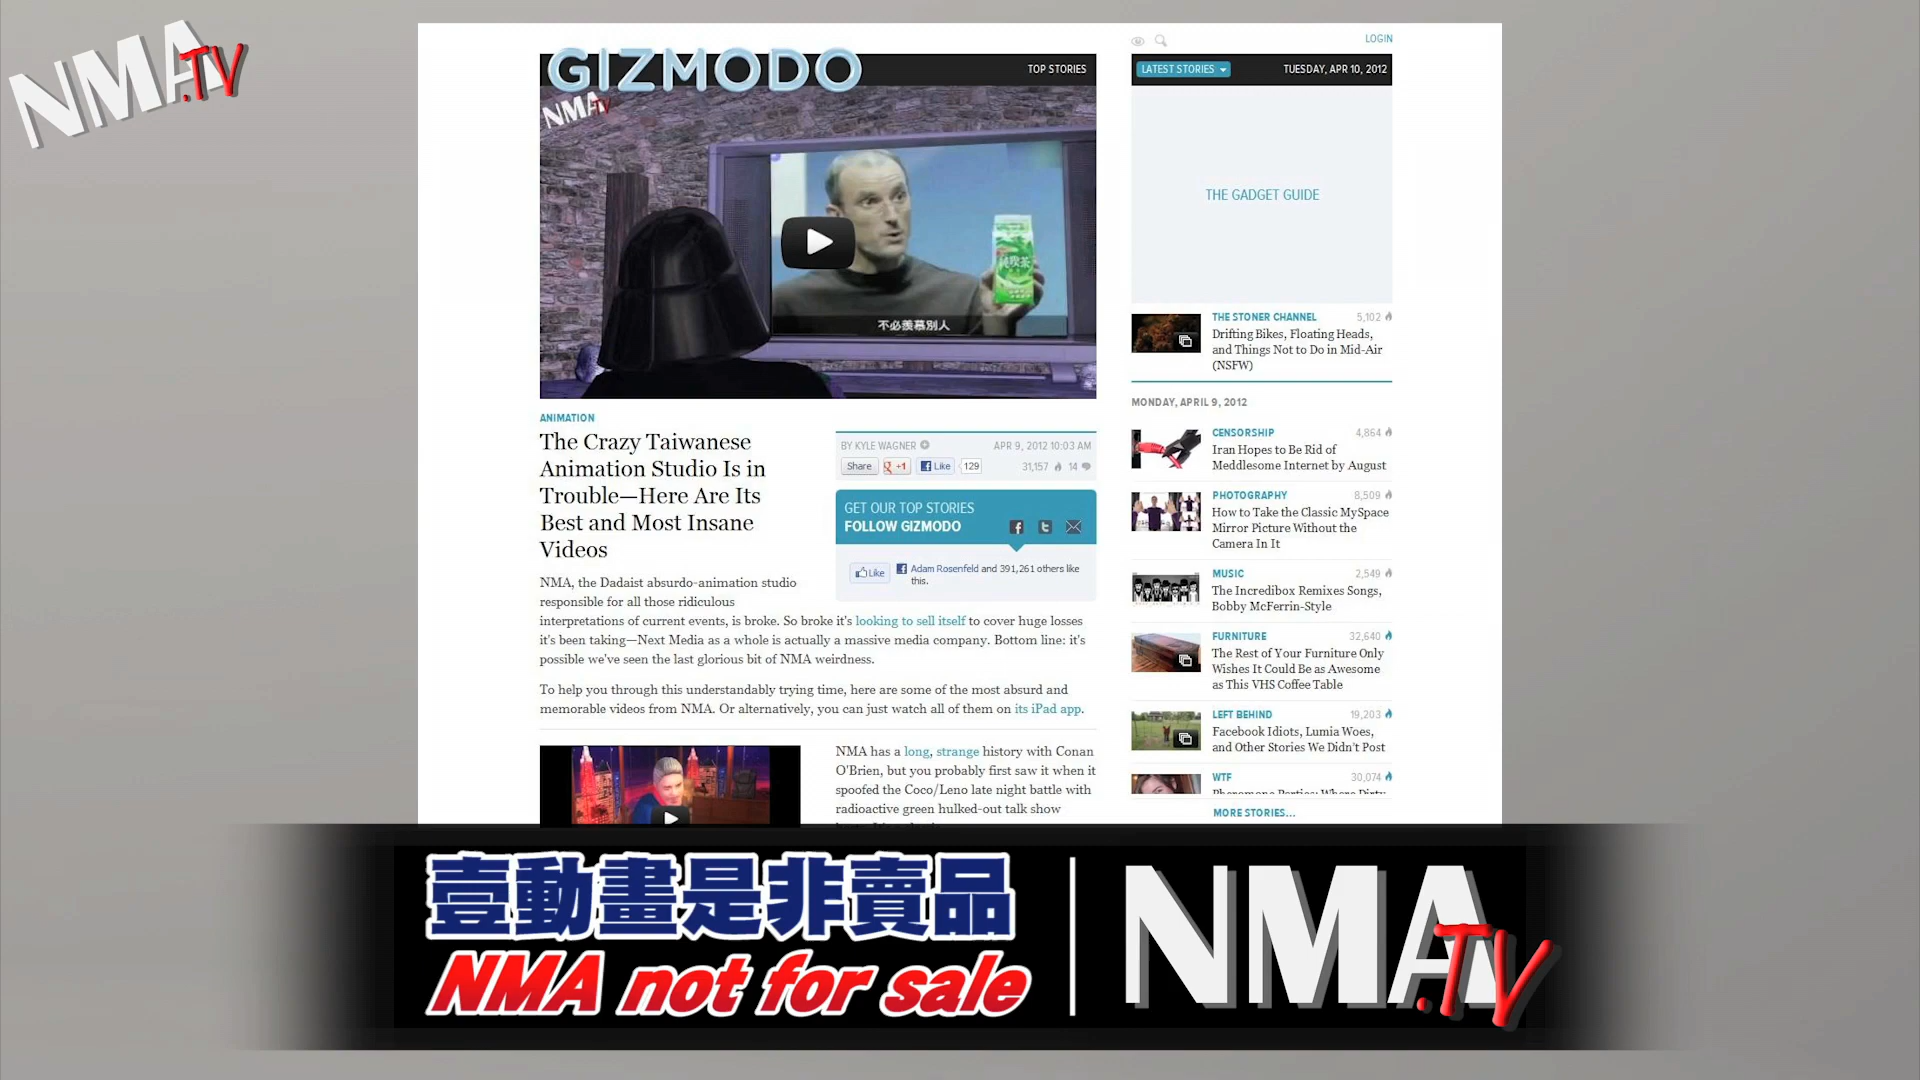 NMA.TV
GIZMODO
TOP STORIES
NMA.TV
純喫茶
不必羨慕別人
ANIMATION
The Crazy Taiwanese
Animation Studio Is in
Trouble—Here Are Its
Best and Most Insane
Videos
BY KYLE WAGNER
APR 9, 2012 10:03 AM
Share
g +1
Like
129
31,157
14
GET OUR TOP STORIES
FOLLOW GIZMODO
Like
Adam Rosenfeld and 391,261 others like
this.
NMA, the Dadaist absurdo-animation studio
responsible for all those ridiculous
interpretations of current events, is broke. So broke it's looking to sell itself to cover huge losses
it's been taking—Next Media as a whole is actually a massive media company. Bottom line: it's
possible we've seen the last glorious bit of NMA weirdness.
To help you through this understandably trying time, here are some of the most absurd and
memorable videos from NMA. Or alternatively, you can just watch all of them on its iPad app.
NMA has a long, strange history with Conan
O'Brien, but you probably first saw it when it
spoofed the Coco/Leno late night battle with
radioactive green hulked-out talk show
LOGIN
LATEST STORIES
TUESDAY, APR 10, 2012
THE GADGET GUIDE
THE STONER CHANNEL
5,102
Drifting Bikes, Floating Heads,
and Things Not to Do in Mid-Air
(NSFW)
MONDAY, APRIL 9, 2012
CENSORSHIP
4,864
Iran Hopes to Be Rid of
Meddlesome Internet by August
PHOTOGRAPHY
8,509
How to Take the Classic MySpace
Mirror Picture Without the
Camera In It
MUSIC
2,549
The Incredibox Remixes Songs,
Bobby McFerrin-Style
FURNITURE
32,640
The Rest of Your Furniture Only
Wishes It Could Be as Awesome
as This VHS Coffee Table
LEFT BEHIND
19,203
Facebook Idiots, Lumia Woes,
and Other Stories We Didn't Post
WTF
30,074
Pheromone Parties: Where Dirty
MORE STORIES...
壹動畫是非賣品
NMA not for sale
NMA.TV